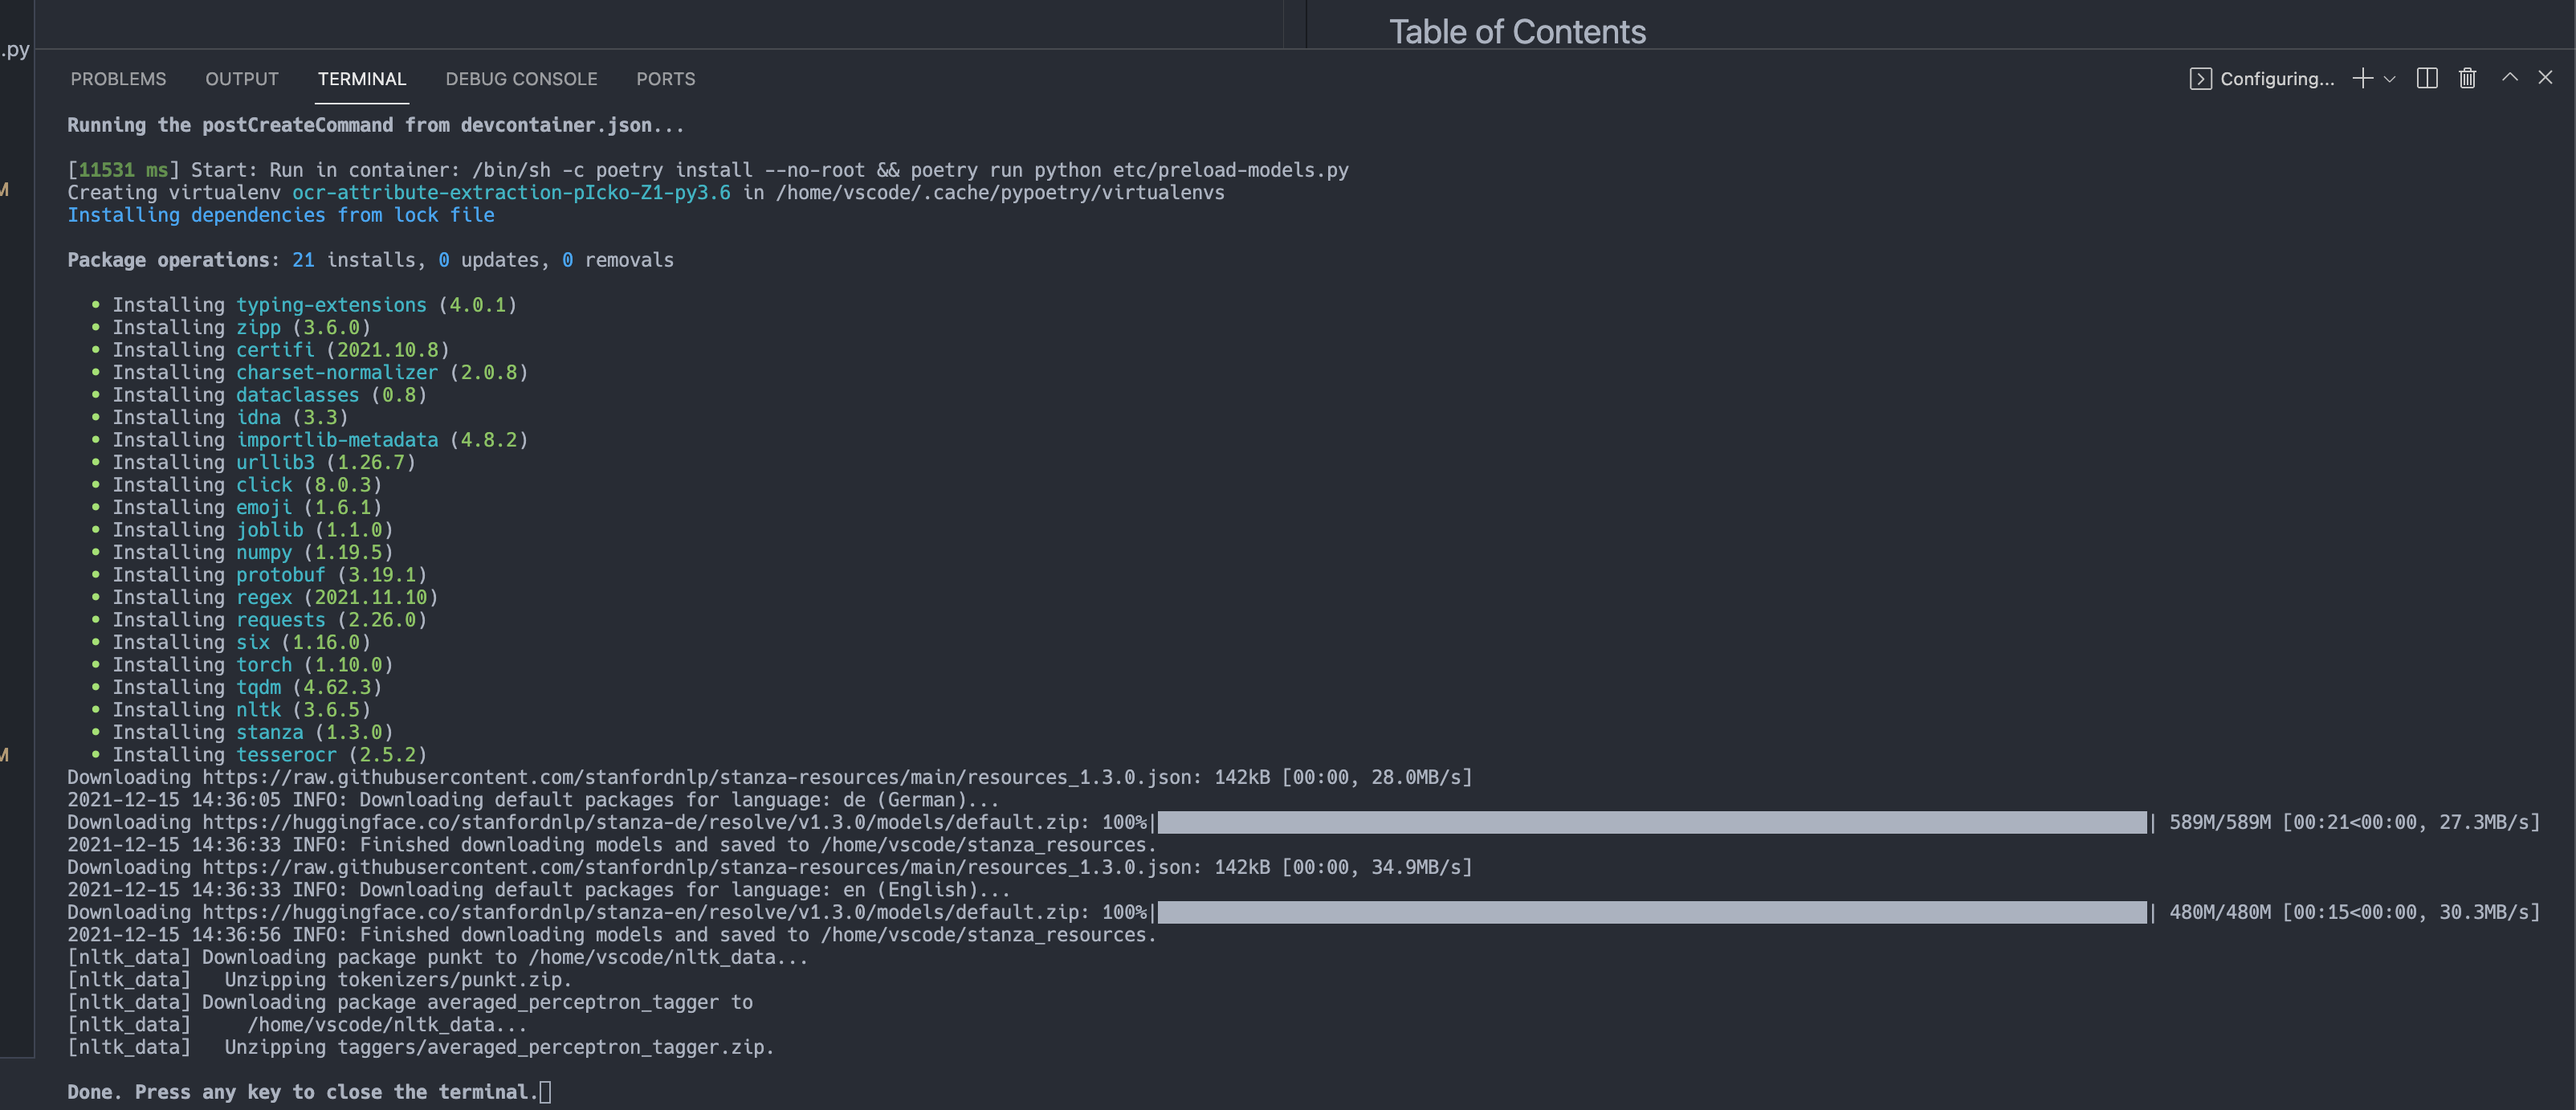 Table of Contents
.py
PROBLEMS OUTPUT TERMINAL DEBUG CONSOLE PORTS Configuring...
Running the postCreateCommand from devcontainer.json...
[11531 ms] Start: Run in container: /bin/sh -c poetry install --no-root && poetry run python etc/preload-models.py
Creating virtualenv ocr-attribute-extraction-pIcko-Z1-py3.6 in /home/vscode/.cache/pypoetry/virtualenvs
Installing dependencies from lock file
Package operations: 21 installs, 0 updates, 0 removals
• Installing typing-extensions (4.0.1)
• Installing zipp (3.6.0)
• Installing certifi (2021.10.8)
• Installing charset-normalizer (2.0.8)
• Installing dataclasses (0.8)
• Installing idna (3.3)
• Installing importlib-metadata (4.8.2)
• Installing urllib3 (1.26.7)
• Installing click (8.0.3)
• Installing emoji (1.6.1)
• Installing joblib (1.1.0)
• Installing numpy (1.19.5)
• Installing protobuf (3.19.1)
• Installing regex (2021.11.10)
• Installing requests (2.26.0)
• Installing six (1.16.0)
• Installing torch (1.10.0)
• Installing tqdm (4.62.3)
• Installing nltk (3.6.5)
• Installing stanza (1.3.0)
• Installing tesserocr (2.5.2)
Downloading https://raw.githubusercontent.com/stanfordnlp/stanza-resources/main/resources_1.3.0.json: 142kB [00:00, 28.0MB/s]
2021-12-15 14:36:05 INFO: Downloading default packages for language: de (German)...
Downloading https://huggingface.co/stanfordnlp/stanza-de/resolve/v1.3.0/models/default.zip: 100%| | 589M/589M [00:21<00:00, 27.3MB/s]
2021-12-15 14:36:33 INFO: Finished downloading models and saved to /home/vscode/stanza_resources.
Downloading https://raw.githubusercontent.com/stanfordnlp/stanza-resources/main/resources_1.3.0.json: 142kB [00:00, 34.9MB/s]
2021-12-15 14:36:33 INFO: Downloading default packages for language: en (English)...
Downloading https://huggingface.co/stanfordnlp/stanza-en/resolve/v1.3.0/models/default.zip: 100%| | 480M/480M [00:15<00:00, 30.3MB/s]
2021-12-15 14:36:56 INFO: Finished downloading models and saved to /home/vscode/stanza_resources.
[nltk_data] Downloading package punkt to /home/vscode/nltk_data...
[nltk_data]   Unzipping tokenizers/punkt.zip.
[nltk_data] Downloading package averaged_perceptron_tagger to
[nltk_data]     /home/vscode/nltk_data...
[nltk_data]   Unzipping taggers/averaged_perceptron_tagger.zip.
Done. Press any key to close the terminal.
M
M